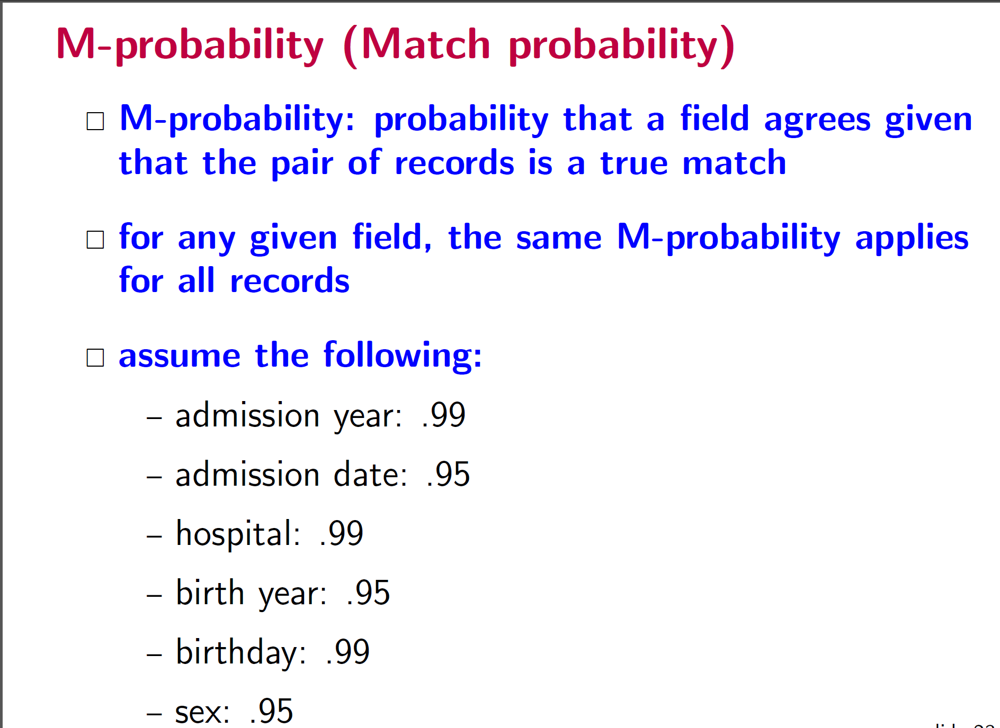 M-probability (Match probability)
M-probability: probability that a field agrees given
that the pair of records is a true match
for any given field, the same M-probability applies
for all records
assume the following:
– admission year: .99
– admission date: .95
– hospital: .99
– birth year: .95
– birthday: .99
– sex: .95